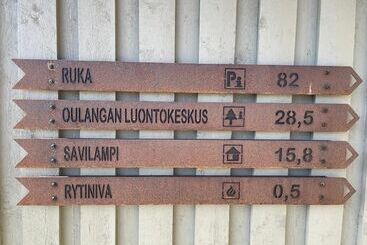 RUKA P 82
OULANGAN LUONTOKESKUS 28,5
SAVILAMPI 15,8
RYTINIVA 0,5